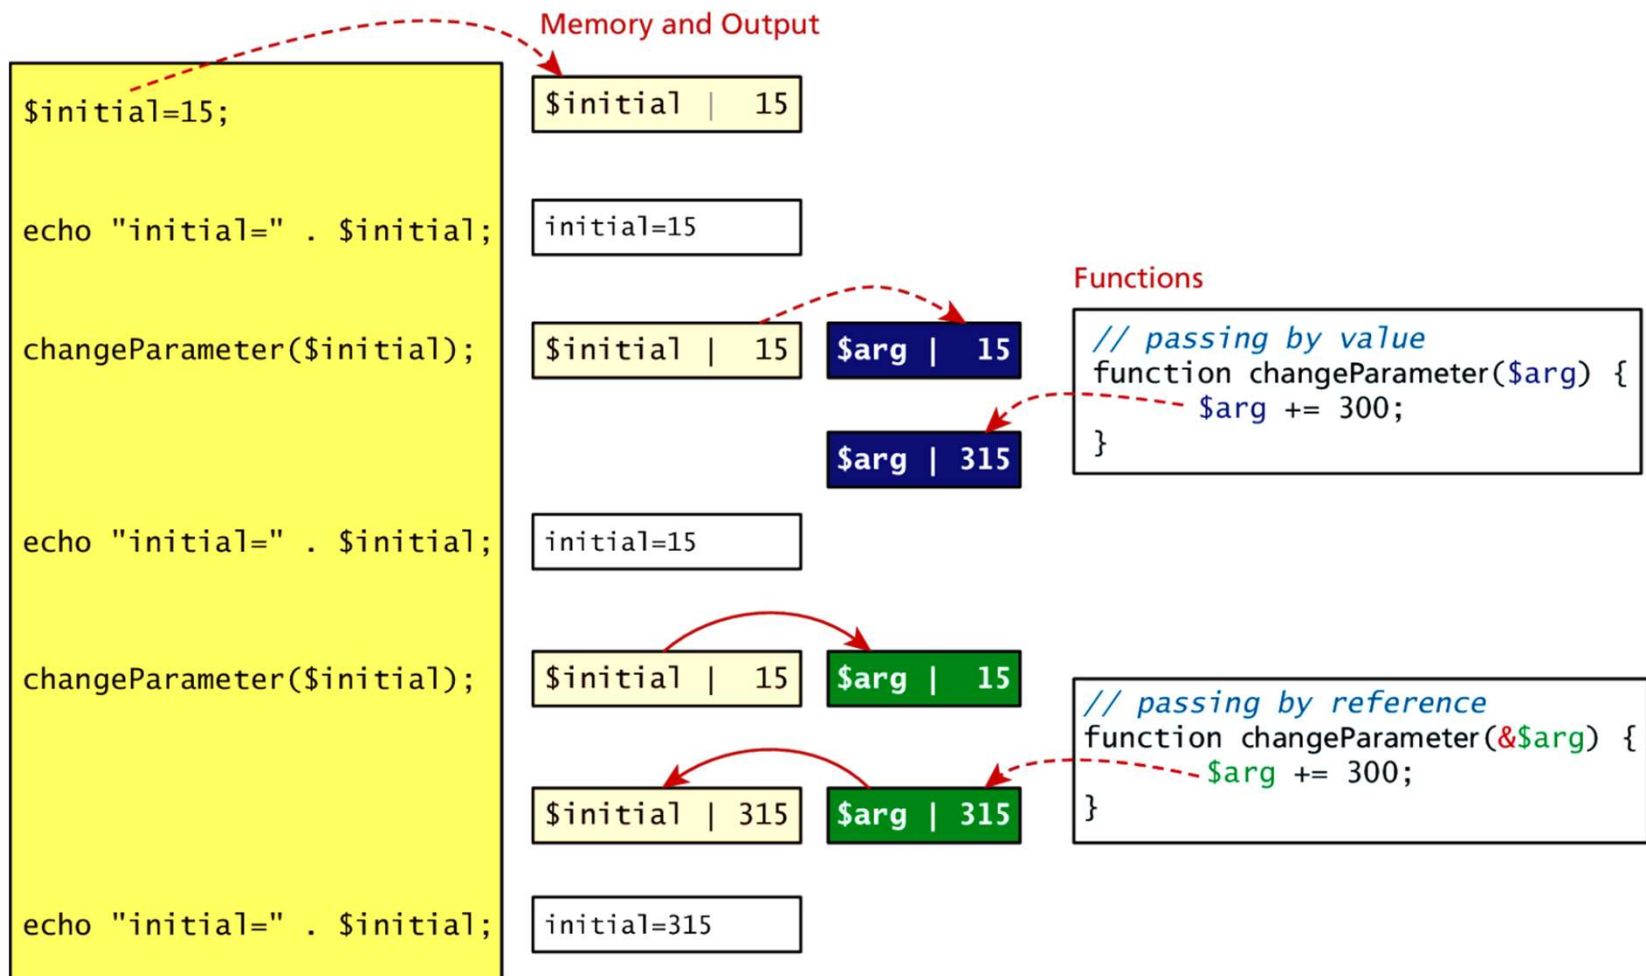 Memory and Output
$initial=15;
$initial | 15
echo "initial=" . $initial;
initial=15
Functions
changeParameter($initial);
$initial | 15
$arg | 15
// passing by value
function changeParameter($arg) {
$arg += 300;
}
$arg | 315
echo "initial=" . $initial;
initial=15
changeParameter($initial);
$initial | 15
$arg | 15
// passing by reference
function changeParameter(&$arg) {
$arg += 300;
}
$initial | 315
$arg | 315
echo "initial=" . $initial;
initial=315